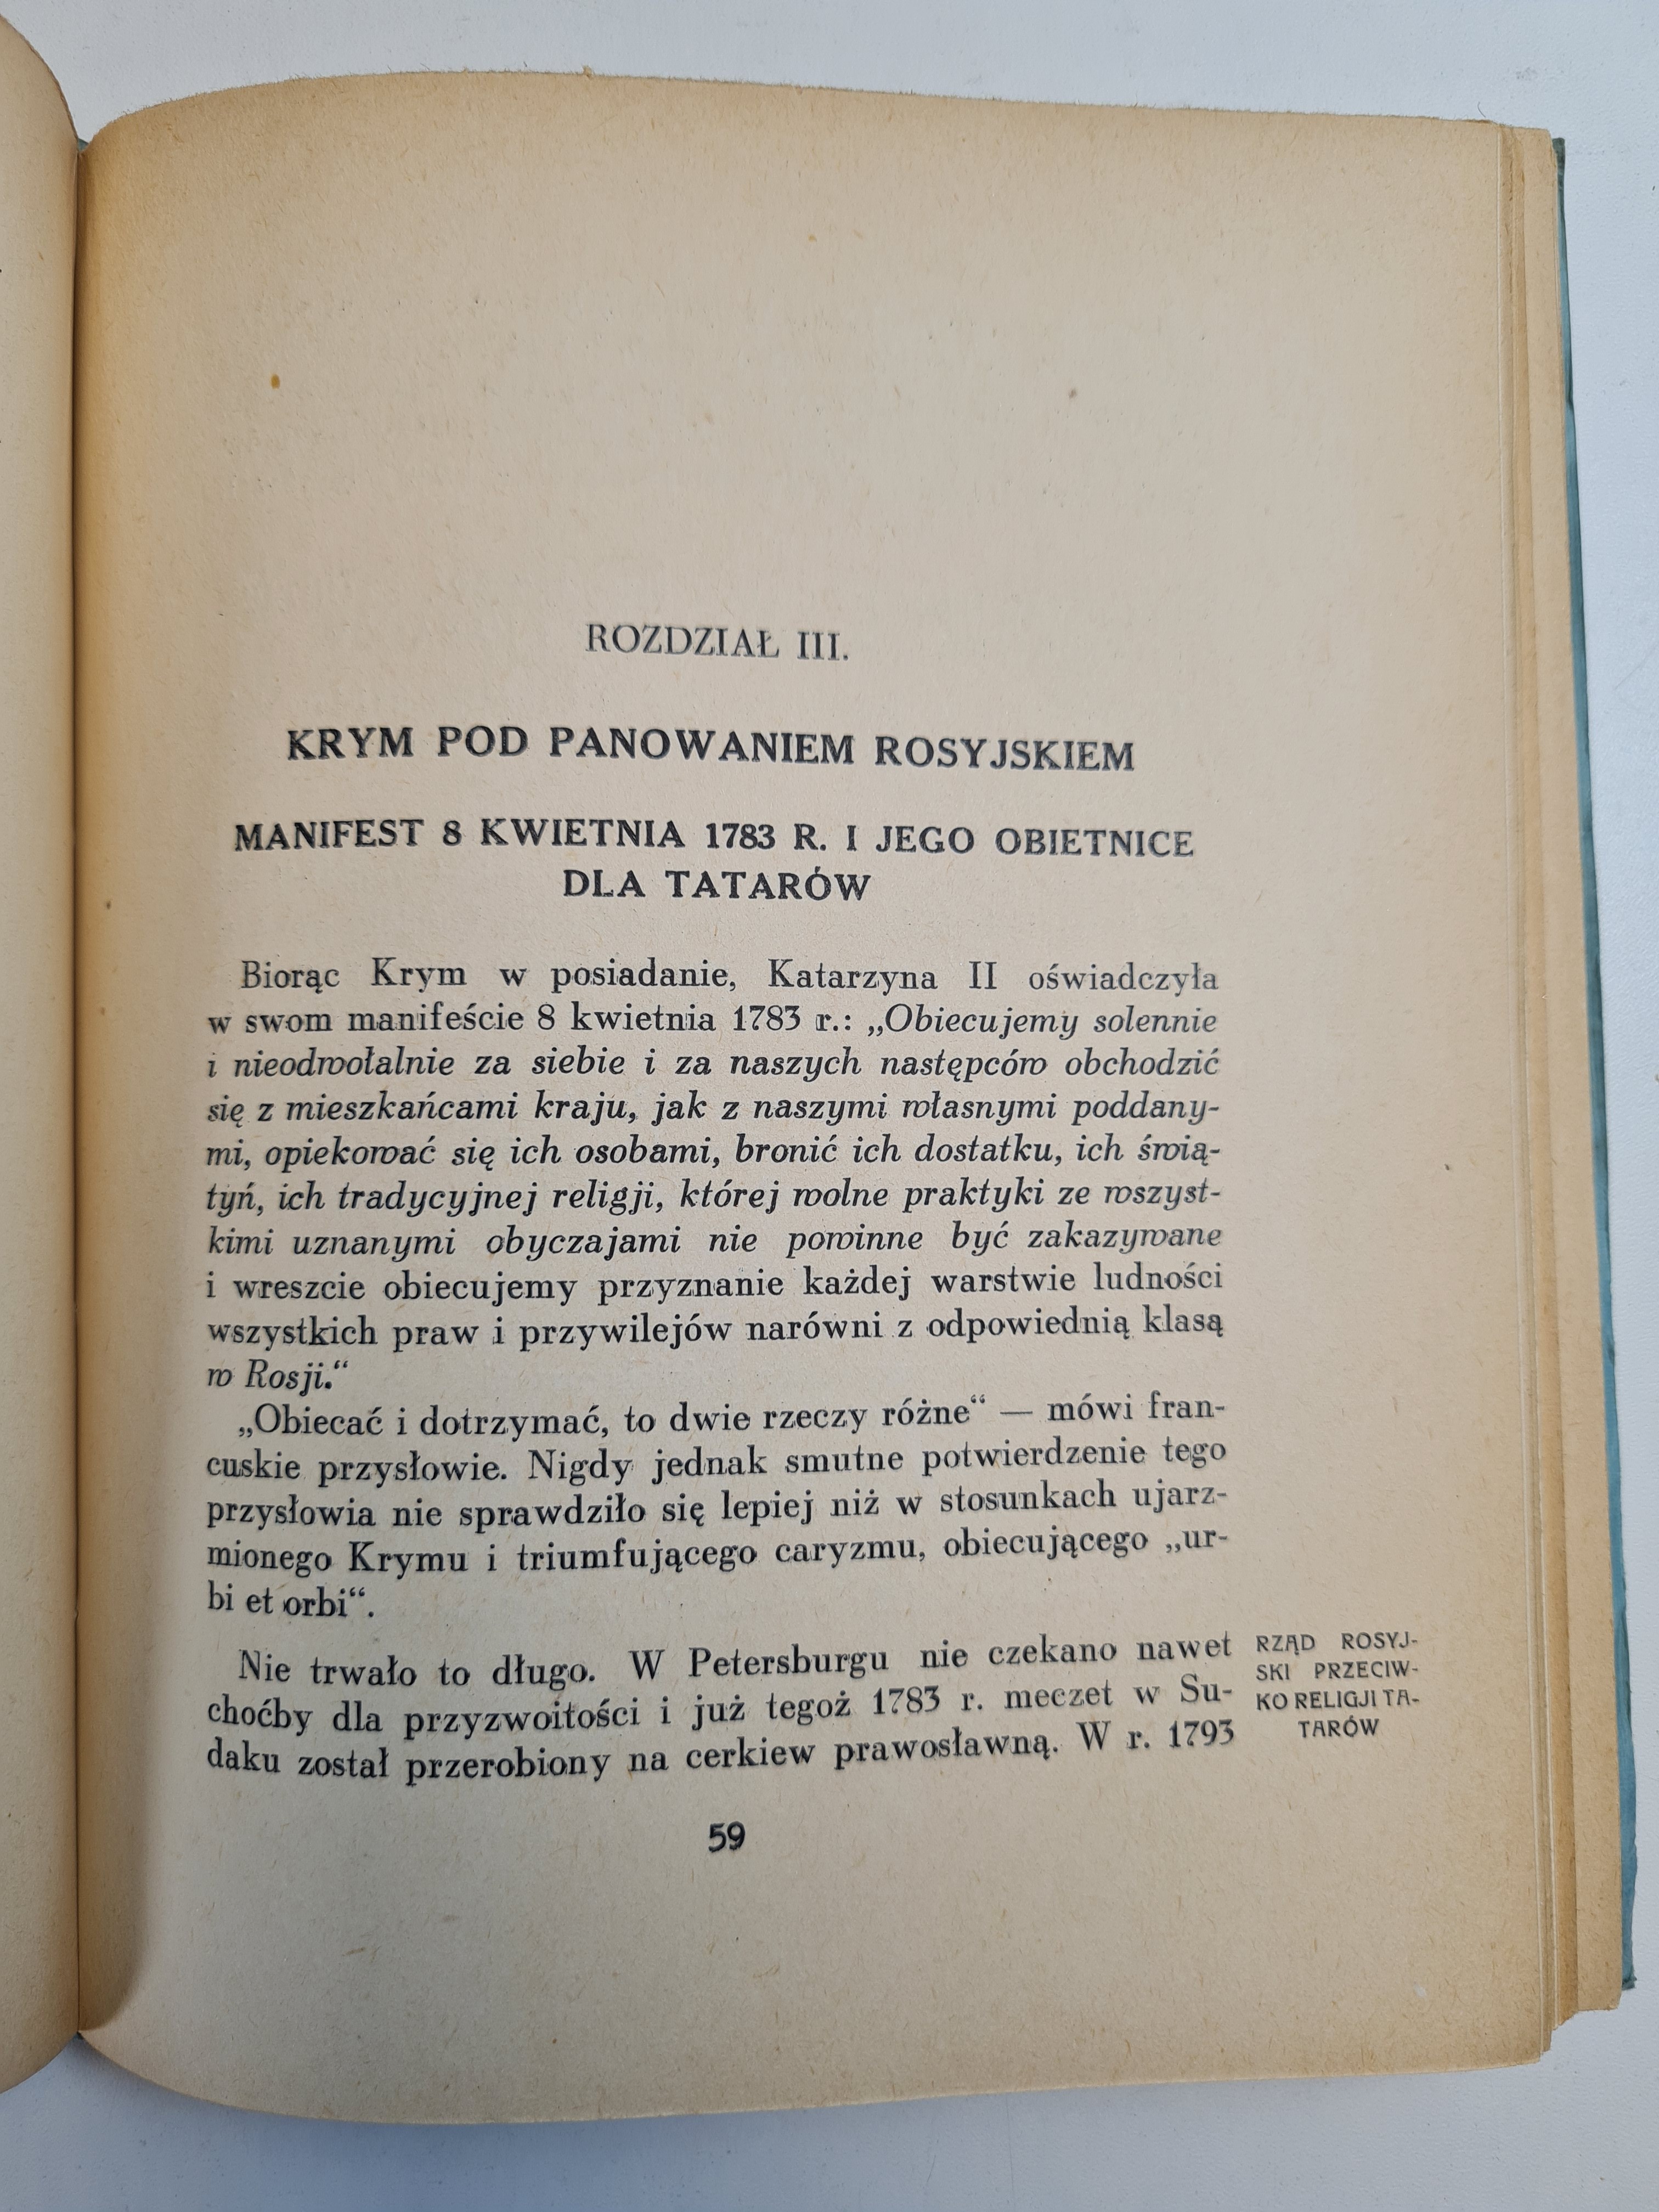 ROZDZIAŁ III.
KRYM POD PANOWANIEM ROSYJSKIEM
MANIFEST 8 KWIETNIA 1783 R. I JEGO OBIETNICE
DLA TATARÓW
Biorąc Krym w posiadanie, Katarzyna II oświadczyła
w swom manifeście 8 kwietnia 1783 r.: „Obiecujemy solennie
i nieodwołalnie za siebie i za naszych następców obchodzić
się z mieszkańcami kraju, jak z naszymi własnymi poddany-
mi, opiekować się ich osobami, bronić ich dostatku, ich świą-
tyń, ich tradycyjnej religji, której wolne praktyki ze wszyst-
kimi uznanymi obyczajami nie powinne być zakazywane
i wreszcie obiecujemy przyznanie każdej warstwie ludności
wszystkich praw i przywilejów narówni z odpowiednią klasą
w Rosji.“
„Obiecać i dotrzymać, to dwie rzeczy różne“ — mówi fran-
cuskie przysłowie. Nigdy jednak smutne potwierdzenie tego
przysłowia nie sprawdziło się lepiej niż w stosunkach ujarz-
mionego Krymu i triumfującego caryzmu, obiecującego „ur-
bi et orbi“.
Nie trwało to długo. W Petersburgu nie czekano nawet
choćby dla przyzwoitości i już tegoż 1783 r. meczet w Su-
daku został przerobiony na cerkiew prawosławną. W r. 1793
RZĄD ROSYJ-
SKI PRZECIW-
KO RELIGJI TA-
TARÓW
59